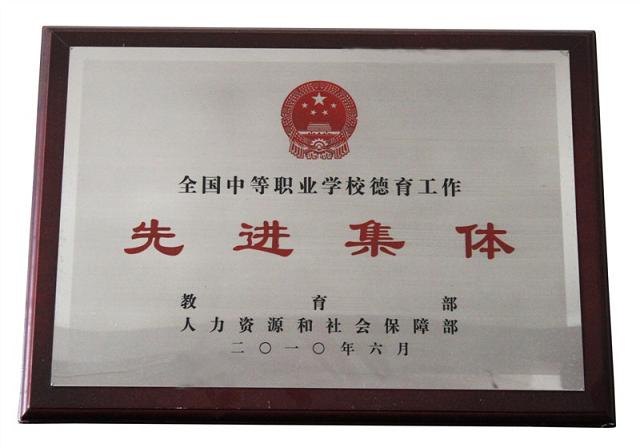 全国中等职业学校德育工作
先进集体
教育部
人力资源和社会保障部
二〇一〇年六月